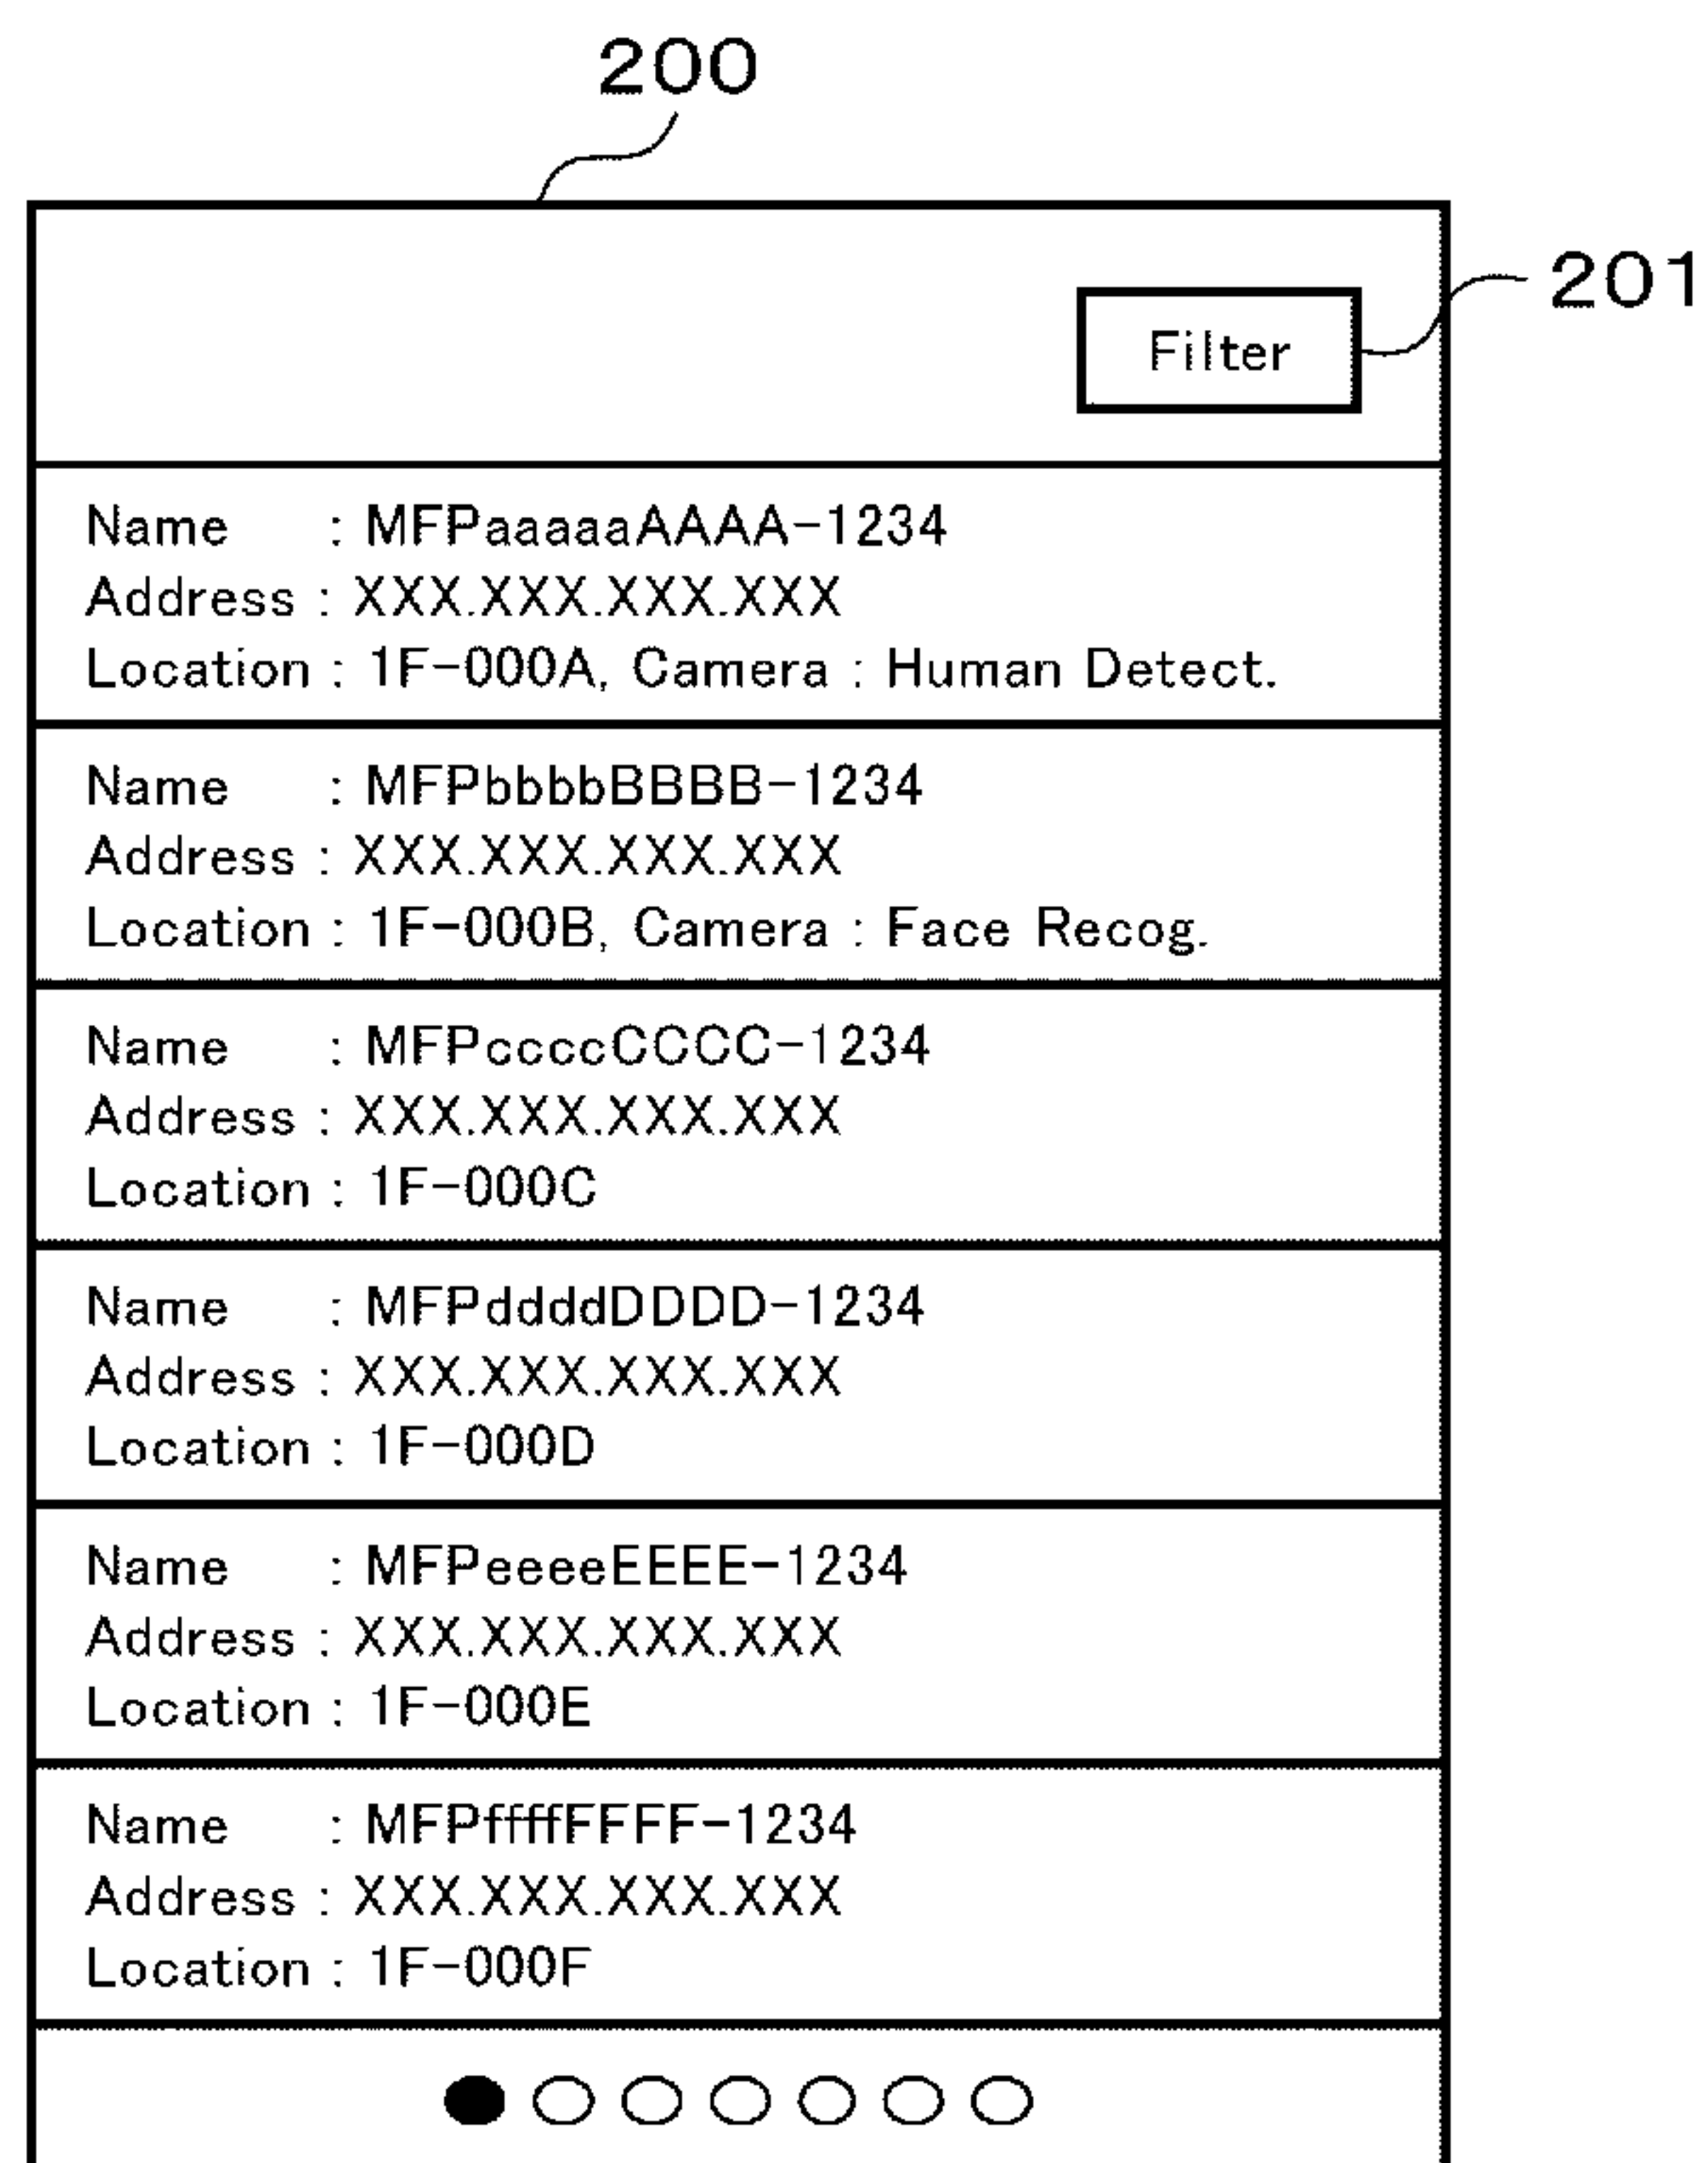 200
201
Filter
Name : MFPaaaaaAAAA-1234
Address : XXX.XXX.XXX.XXX
Location : 1F-000A, Camera : Human Detect.
Name : MFPbbbbBBBB-1234
Address : XXX.XXX.XXX.XXX
Location : 1F-000B, Camera : Face Recog.
Name : MFPccccCCCC-1234
Address : XXX.XXX.XXX.XXX
Location : 1F-000C
Name : MFPddddDDDD-1234
Address : XXX.XXX.XXX.XXX
Location : 1F-000D
Name : MFPeeeeEEEE-1234
Address : XXX.XXX.XXX.XXX
Location : 1F-000E
Name : MFPffffFFFF-1234
Address : XXX.XXX.XXX.XXX
Location : 1F-000F